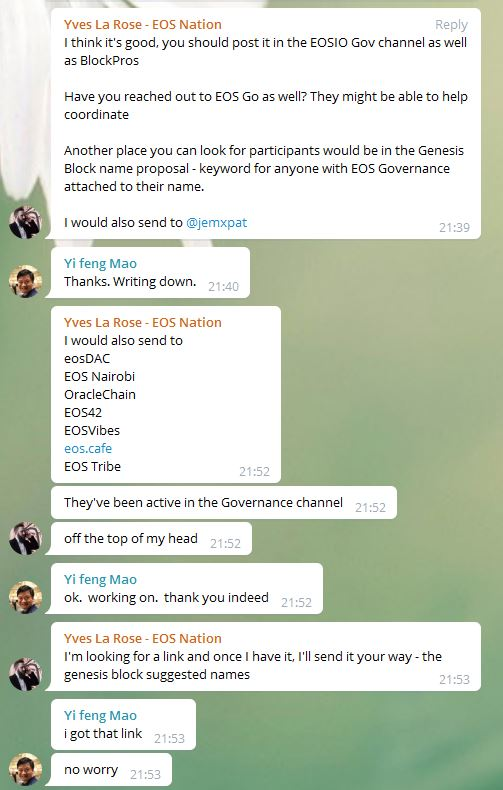 Yves La Rose - EOS Nation Reply
I think it's good, you should post it in the EOSIO Gov channel as well
as BlockPros
Have you reached out to EOS Go as well? They might be able to help
coordinate
Another place you can look for participants would be in the Genesis
Block name proposal - keyword for anyone with EOS Governance
attached to their name.
I would also send to @jemxpat
21:39
Yi feng Mao
Thanks. Writing down. 21:40
Yves La Rose - EOS Nation
I would also send to
eosDAC
EOS Nairobi
OracleChain
EOS42
EOSVibes
eos.cafe
EOS Tribe
21:52
They've been active in the Governance channel 21:52
off the top of my head 21:52
Yi feng Mao
ok. working on. thank you indeed 21:52
Yves La Rose - EOS Nation
I'm looking for a link and once I have it, I'll send it your way - the
genesis block suggested names 21:53
Yi feng Mao
i got that link 21:53
no worry 21:53